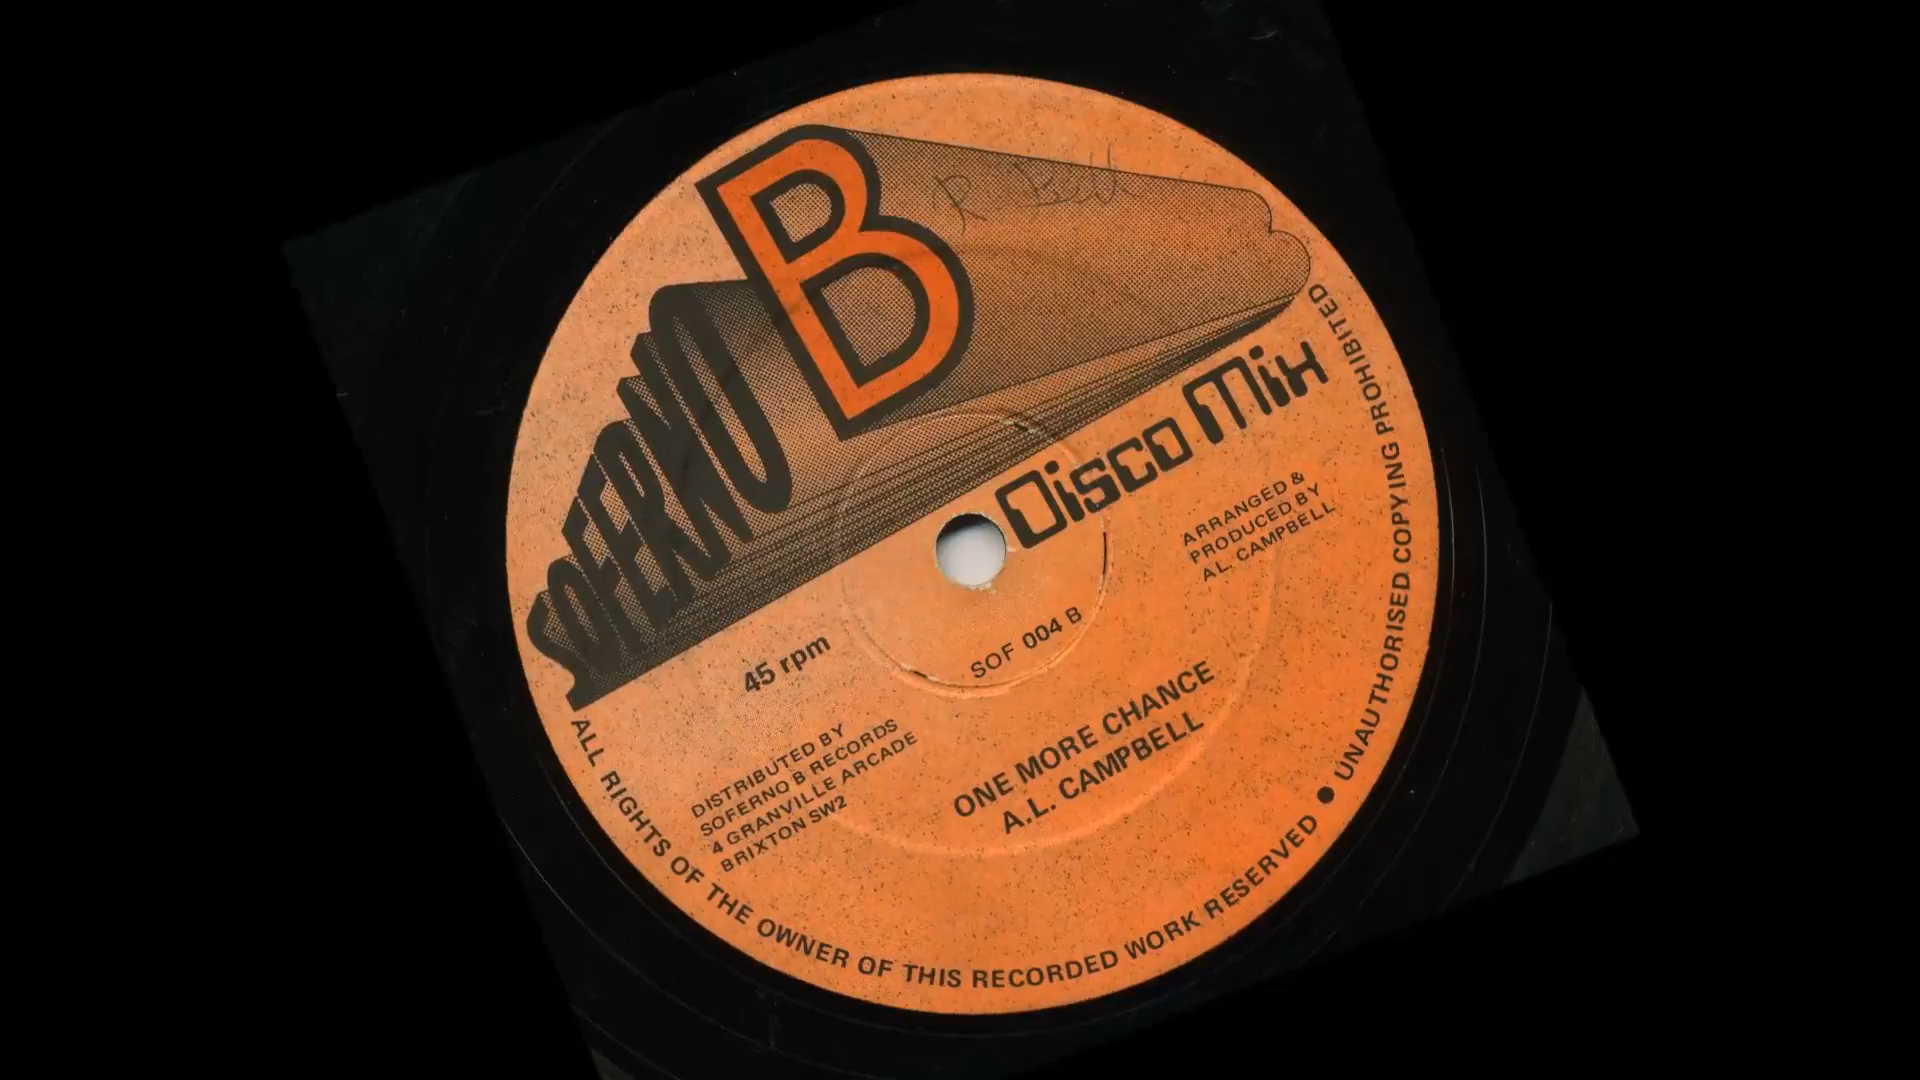 SOFERNO B
Disco Mix
ARRANGED &
PRODUCED BY
AL. CAMPBELL
SOF 004 B
45 rpm
DISTRIBUTED BY
SOFERNO B RECORDS
4 GRANVILLE ARCADE
BRIXTON SW2
ONE MORE CHANCE
A.L. CAMPBELL
ALL RIGHTS OF THE OWNER OF THIS RECORDED WORK RESERVED ● UNAUTHORISED COPYING PROHIBITED